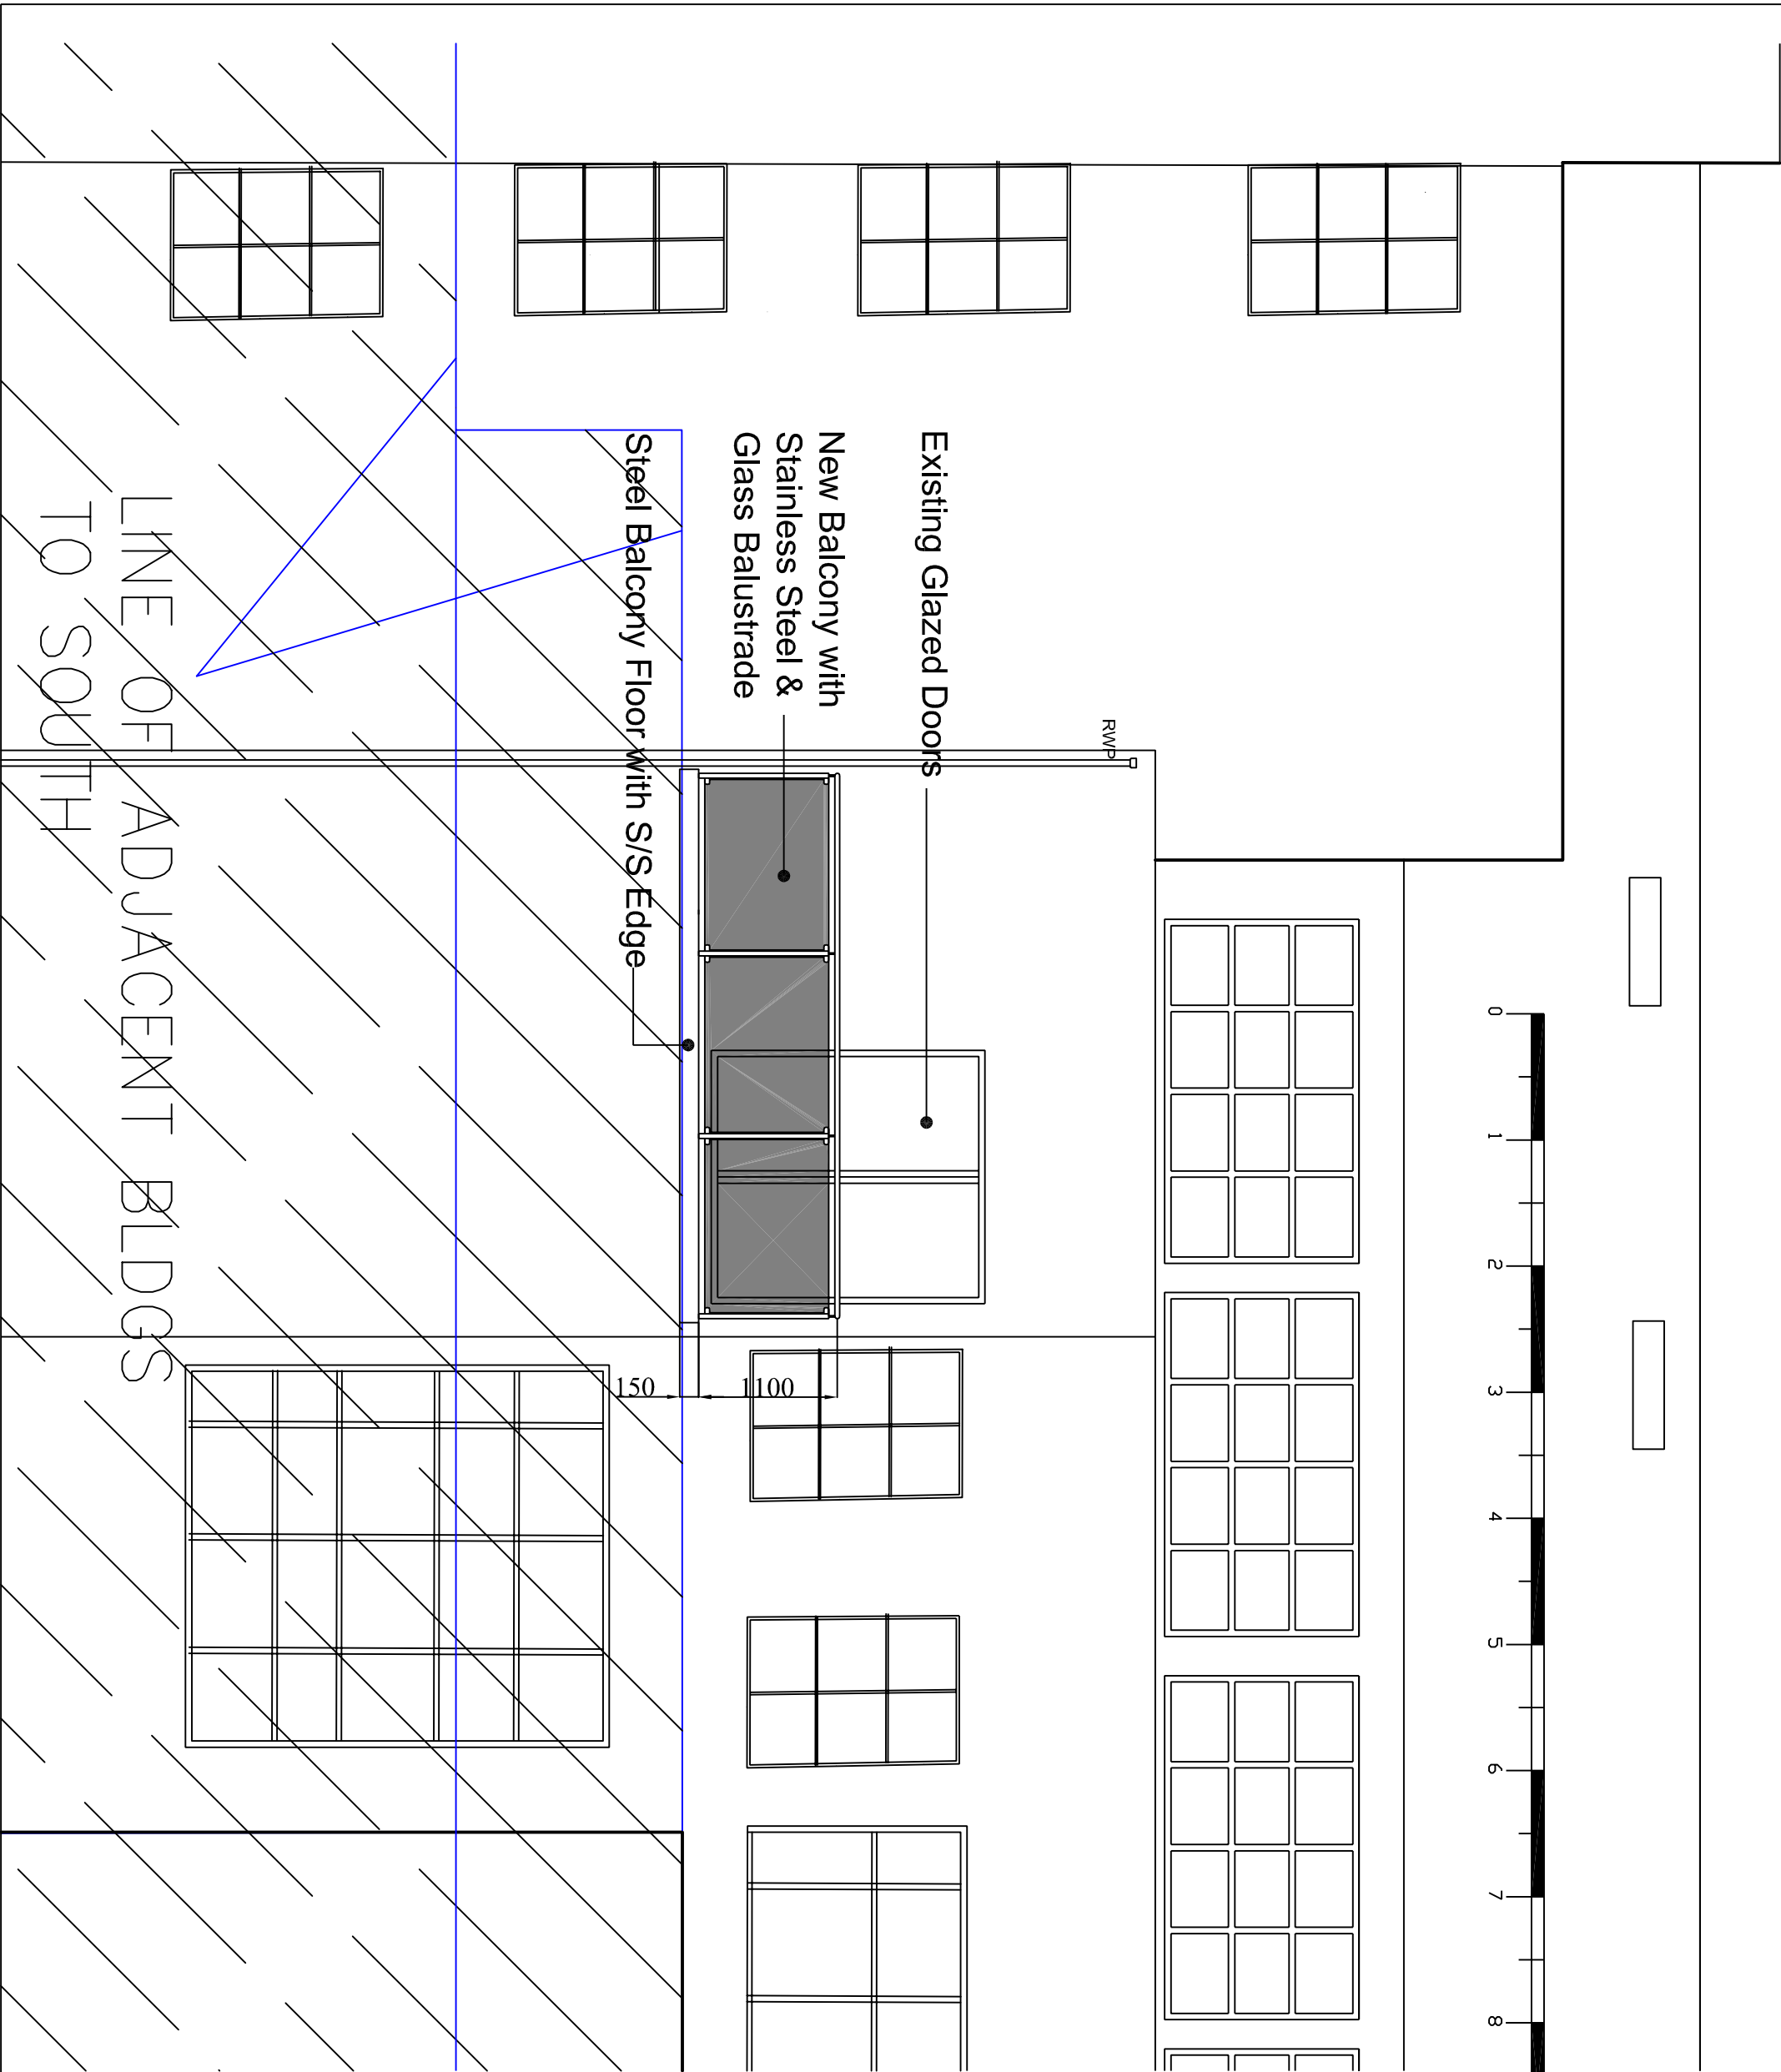 0
1
2
3
4
5
6
7
8
RWP
Existing Glazed Doors
New Balcony with
Stainless Steel &
Glass Balustrade
1100
150
Steel Balcony Floor with S/S Edge
LINE OF ADJACENT BLDGS
TO SOUTH